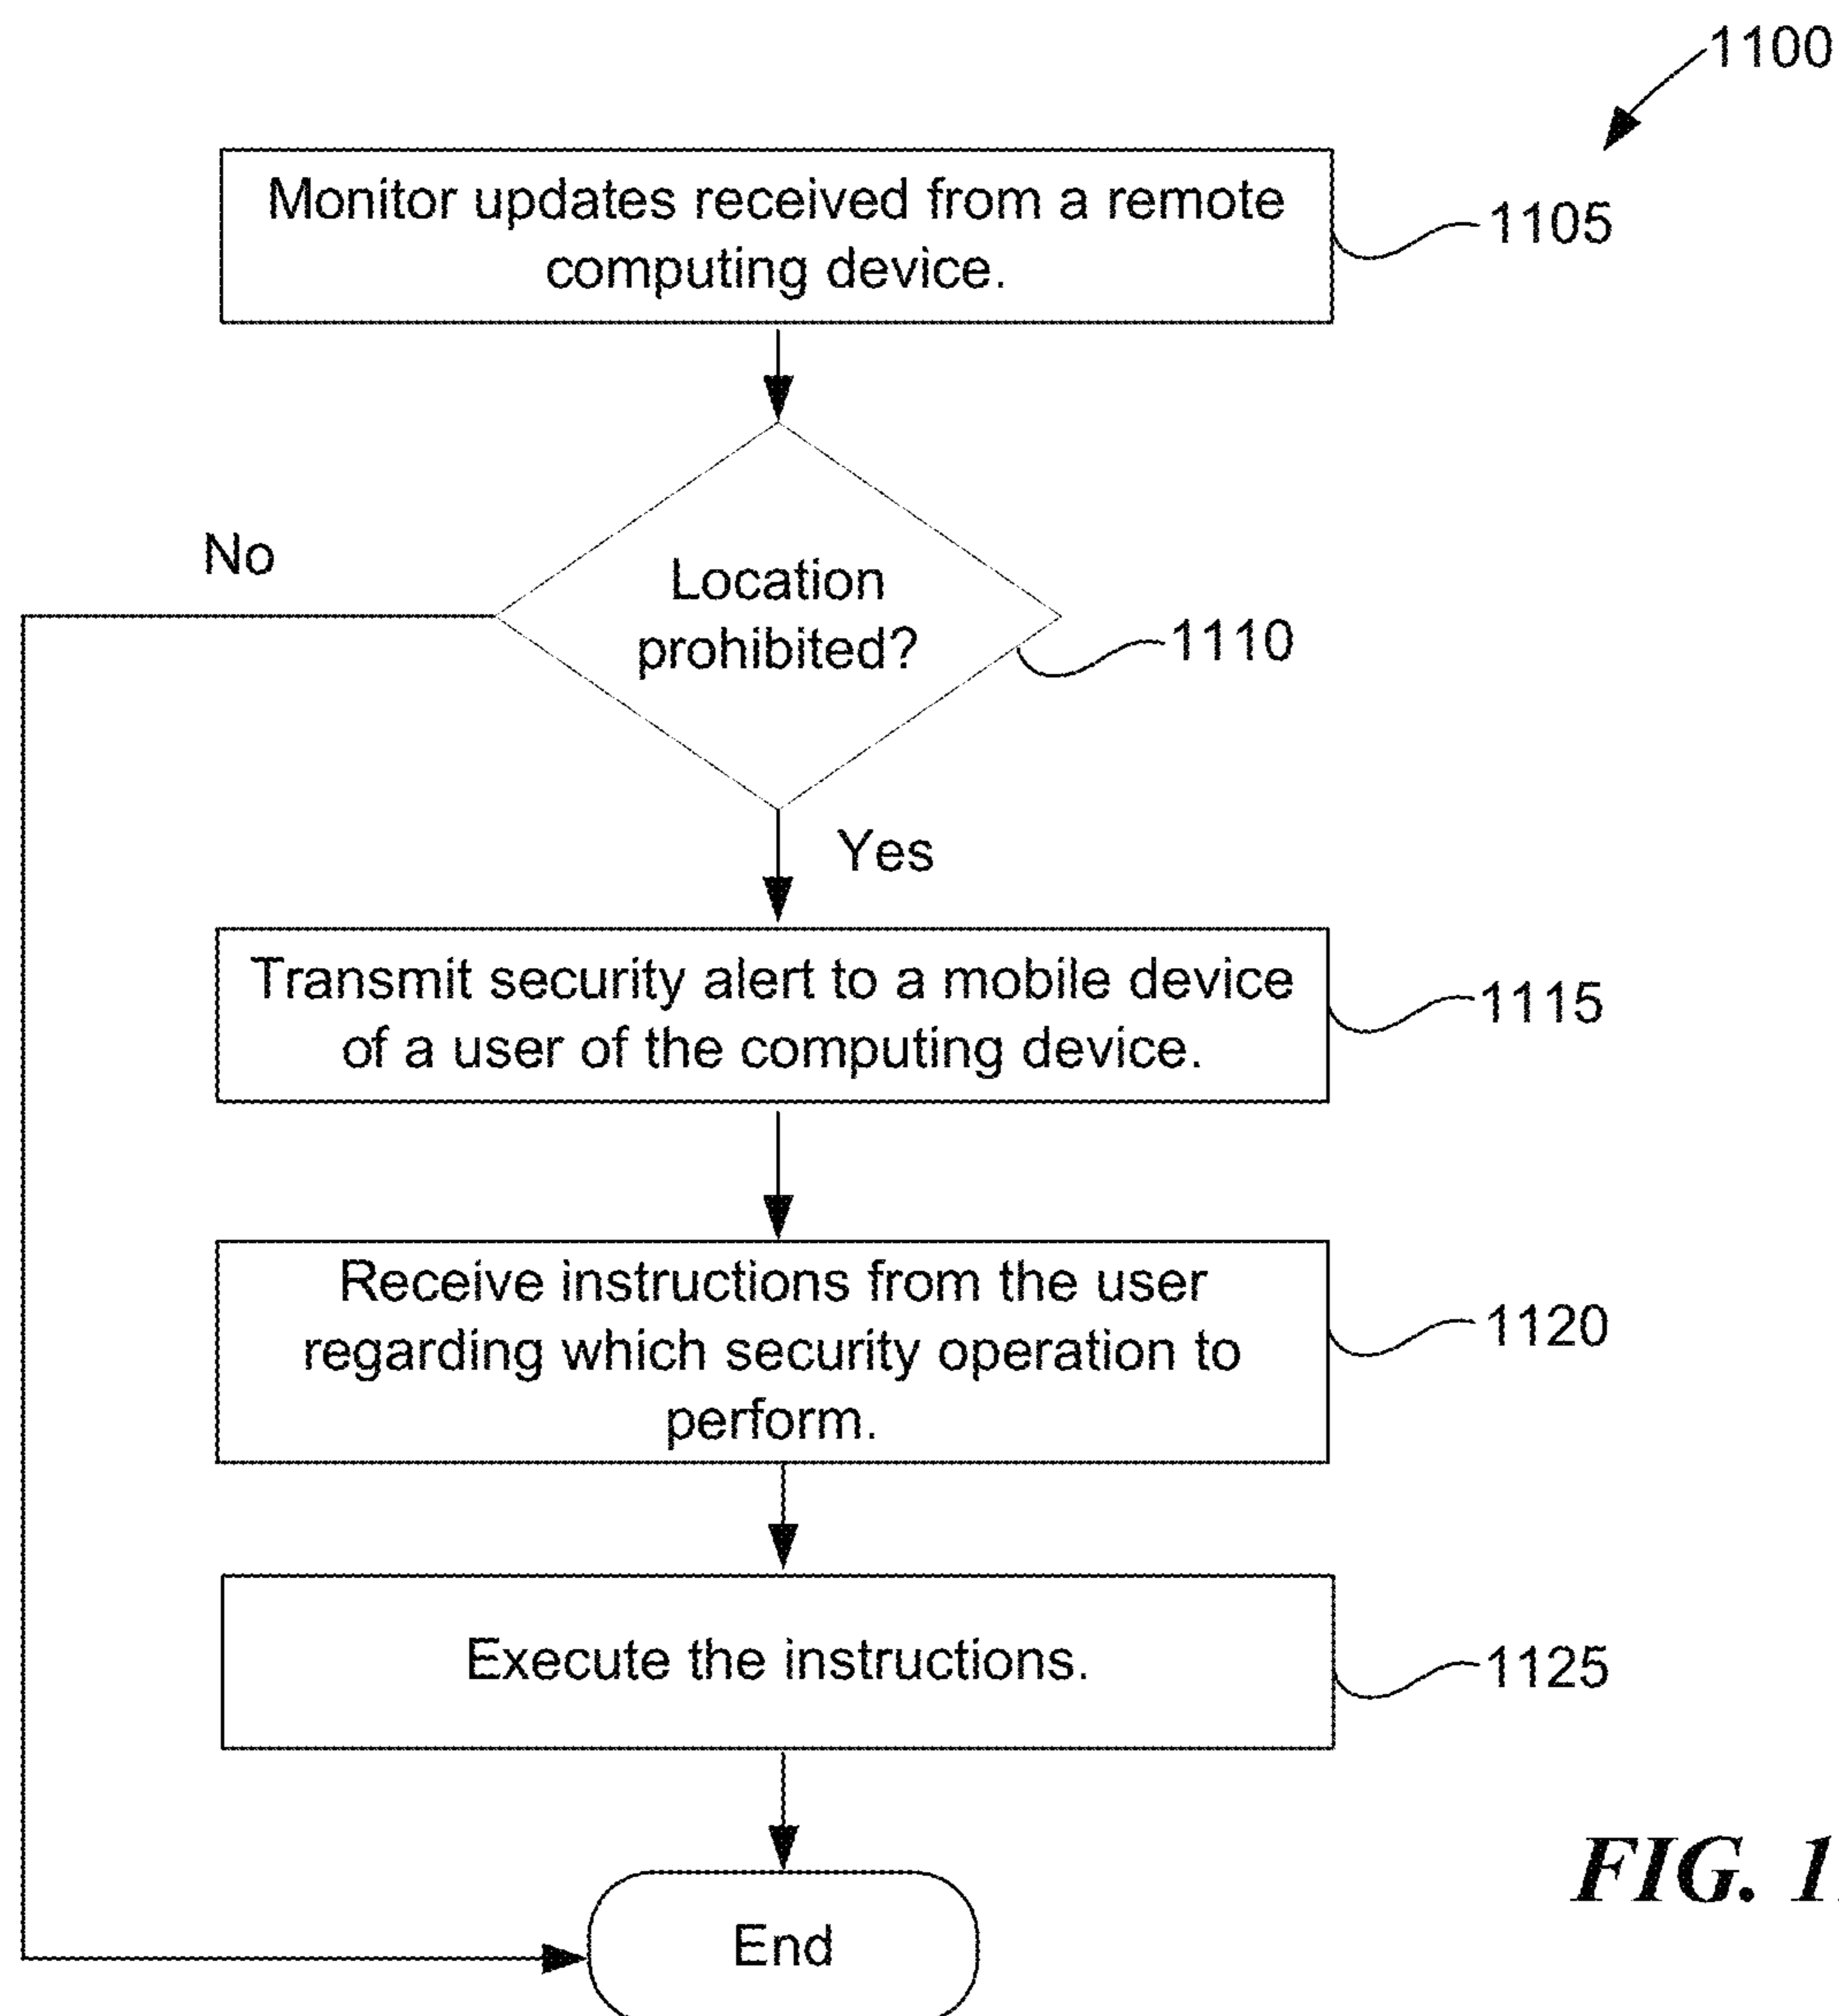 1100
Monitor updates received from a remote
computing device.
1105
No
Location
prohibited?
1110
Yes
Transmit security alert to a mobile device
of a user of the computing device.
1115
Receive instructions from the user
regarding which security operation to
perform.
1120
Execute the instructions.
1125
FIG.
End